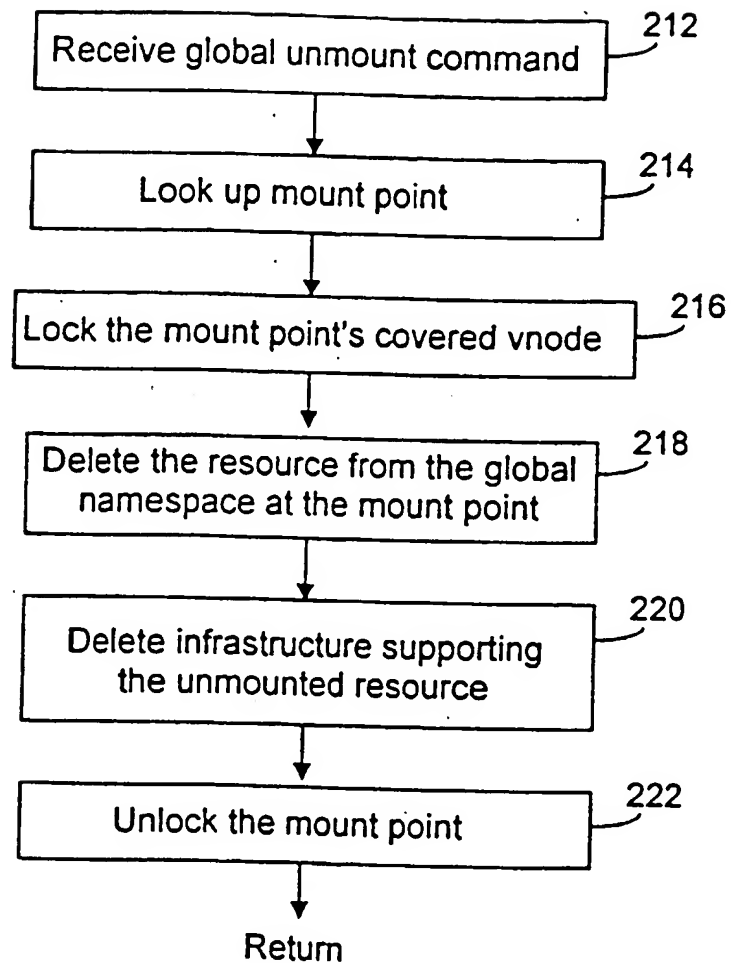 Receive global unmount command
212
Look up mount point
214
Lock the mount point's covered vnode
216
Delete the resource from the global
namespace at the mount point
218
Delete infrastructure supporting
the unmounted resource
220
Unlock the mount point
222
Return